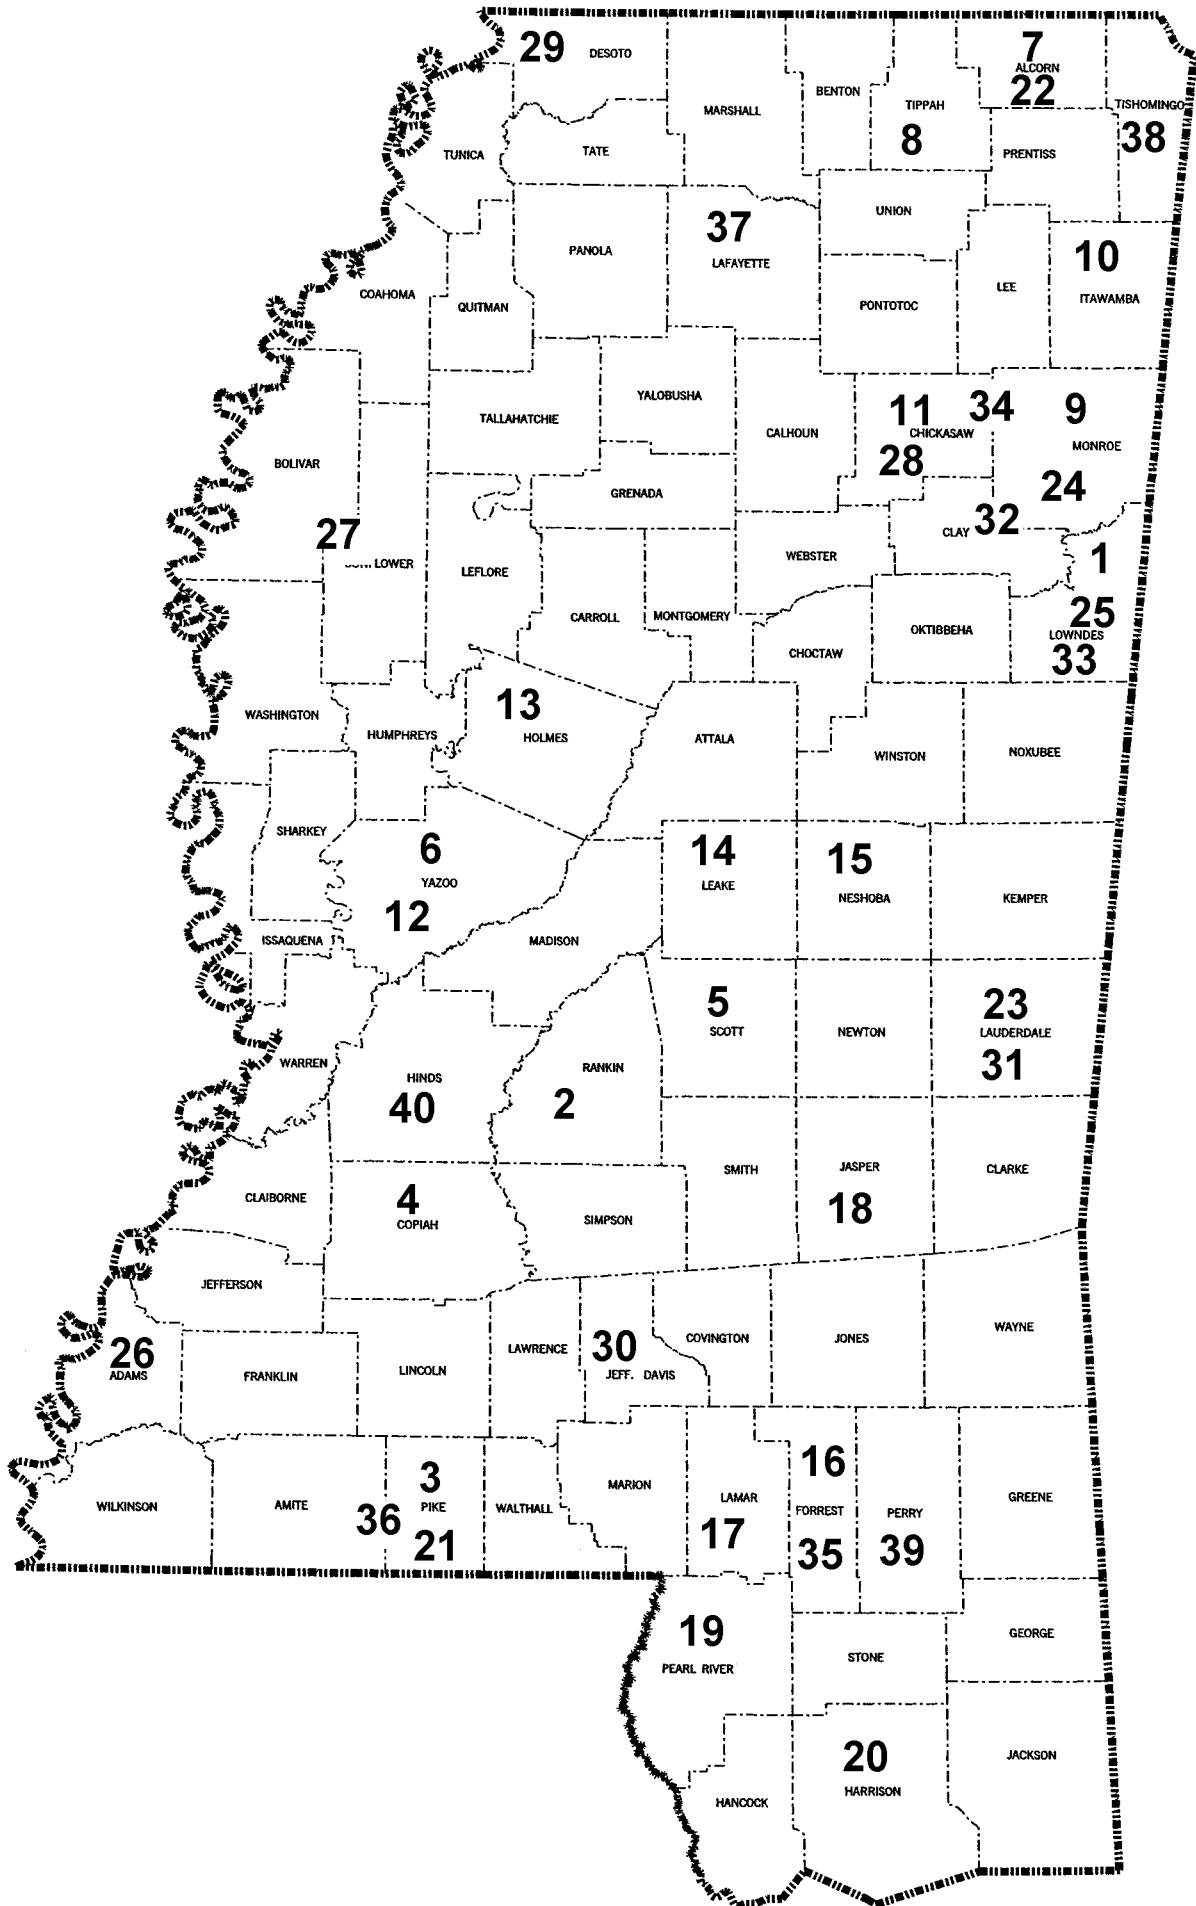 29 DESOTO
7
ALCORN
22
MARSHALL
BENTON
TIPPAH
8
TISHOMINGO
38
TUNICA
TATE
PRENTISS
UNION
37
LAFAYETTE
PANOLA
10
ITAWAMBA
COAHOMA
QUITMAN
PONTOTOC
LEE
TALLAHATCHIE
YALOBUSHA
CALHOUN
11
CHICKASAW
28
34
9
MONROE
24
BOLIVAR
GRENADA
27
LOWER
LEFLORE
CLAY 32
WEBSTER
1
25
LOWNDES
33
CARROLL
MONTGOMERY
CHOCTAW
OKTIBBEHA
WASHINGTON
HUMPHREYS
13
HOLMES
ATTALA
WINSTON
NOXUBEE
SHARKEY
6
YAZOO
12
14
LEAKE
15
NESHOBA
KEMPER
ISSAQUENA
MADISON
5
SCOTT
NEWTON
23
LAUDERDALE
31
WARREN
HINDS
40
RANKIN
2
SMITH
JASPER
18
CLARKE
CLAIBORNE
4
COPIAH
SIMPSON
JEFFERSON
26
ADAMS
FRANKLIN
LINCOLN
LAWRENCE
30
JEFF. DAVIS
COVINGTON
JONES
WAYNE
WILKINSON
AMITE
36
3
PIKE
21
WALTHALL
MARION
LAMAR
17
16
FORREST
35
PERRY
39
GREENE
19
PEARL RIVER
STONE
GEORGE
20
HARRISON
HANCOCK
JACKSON